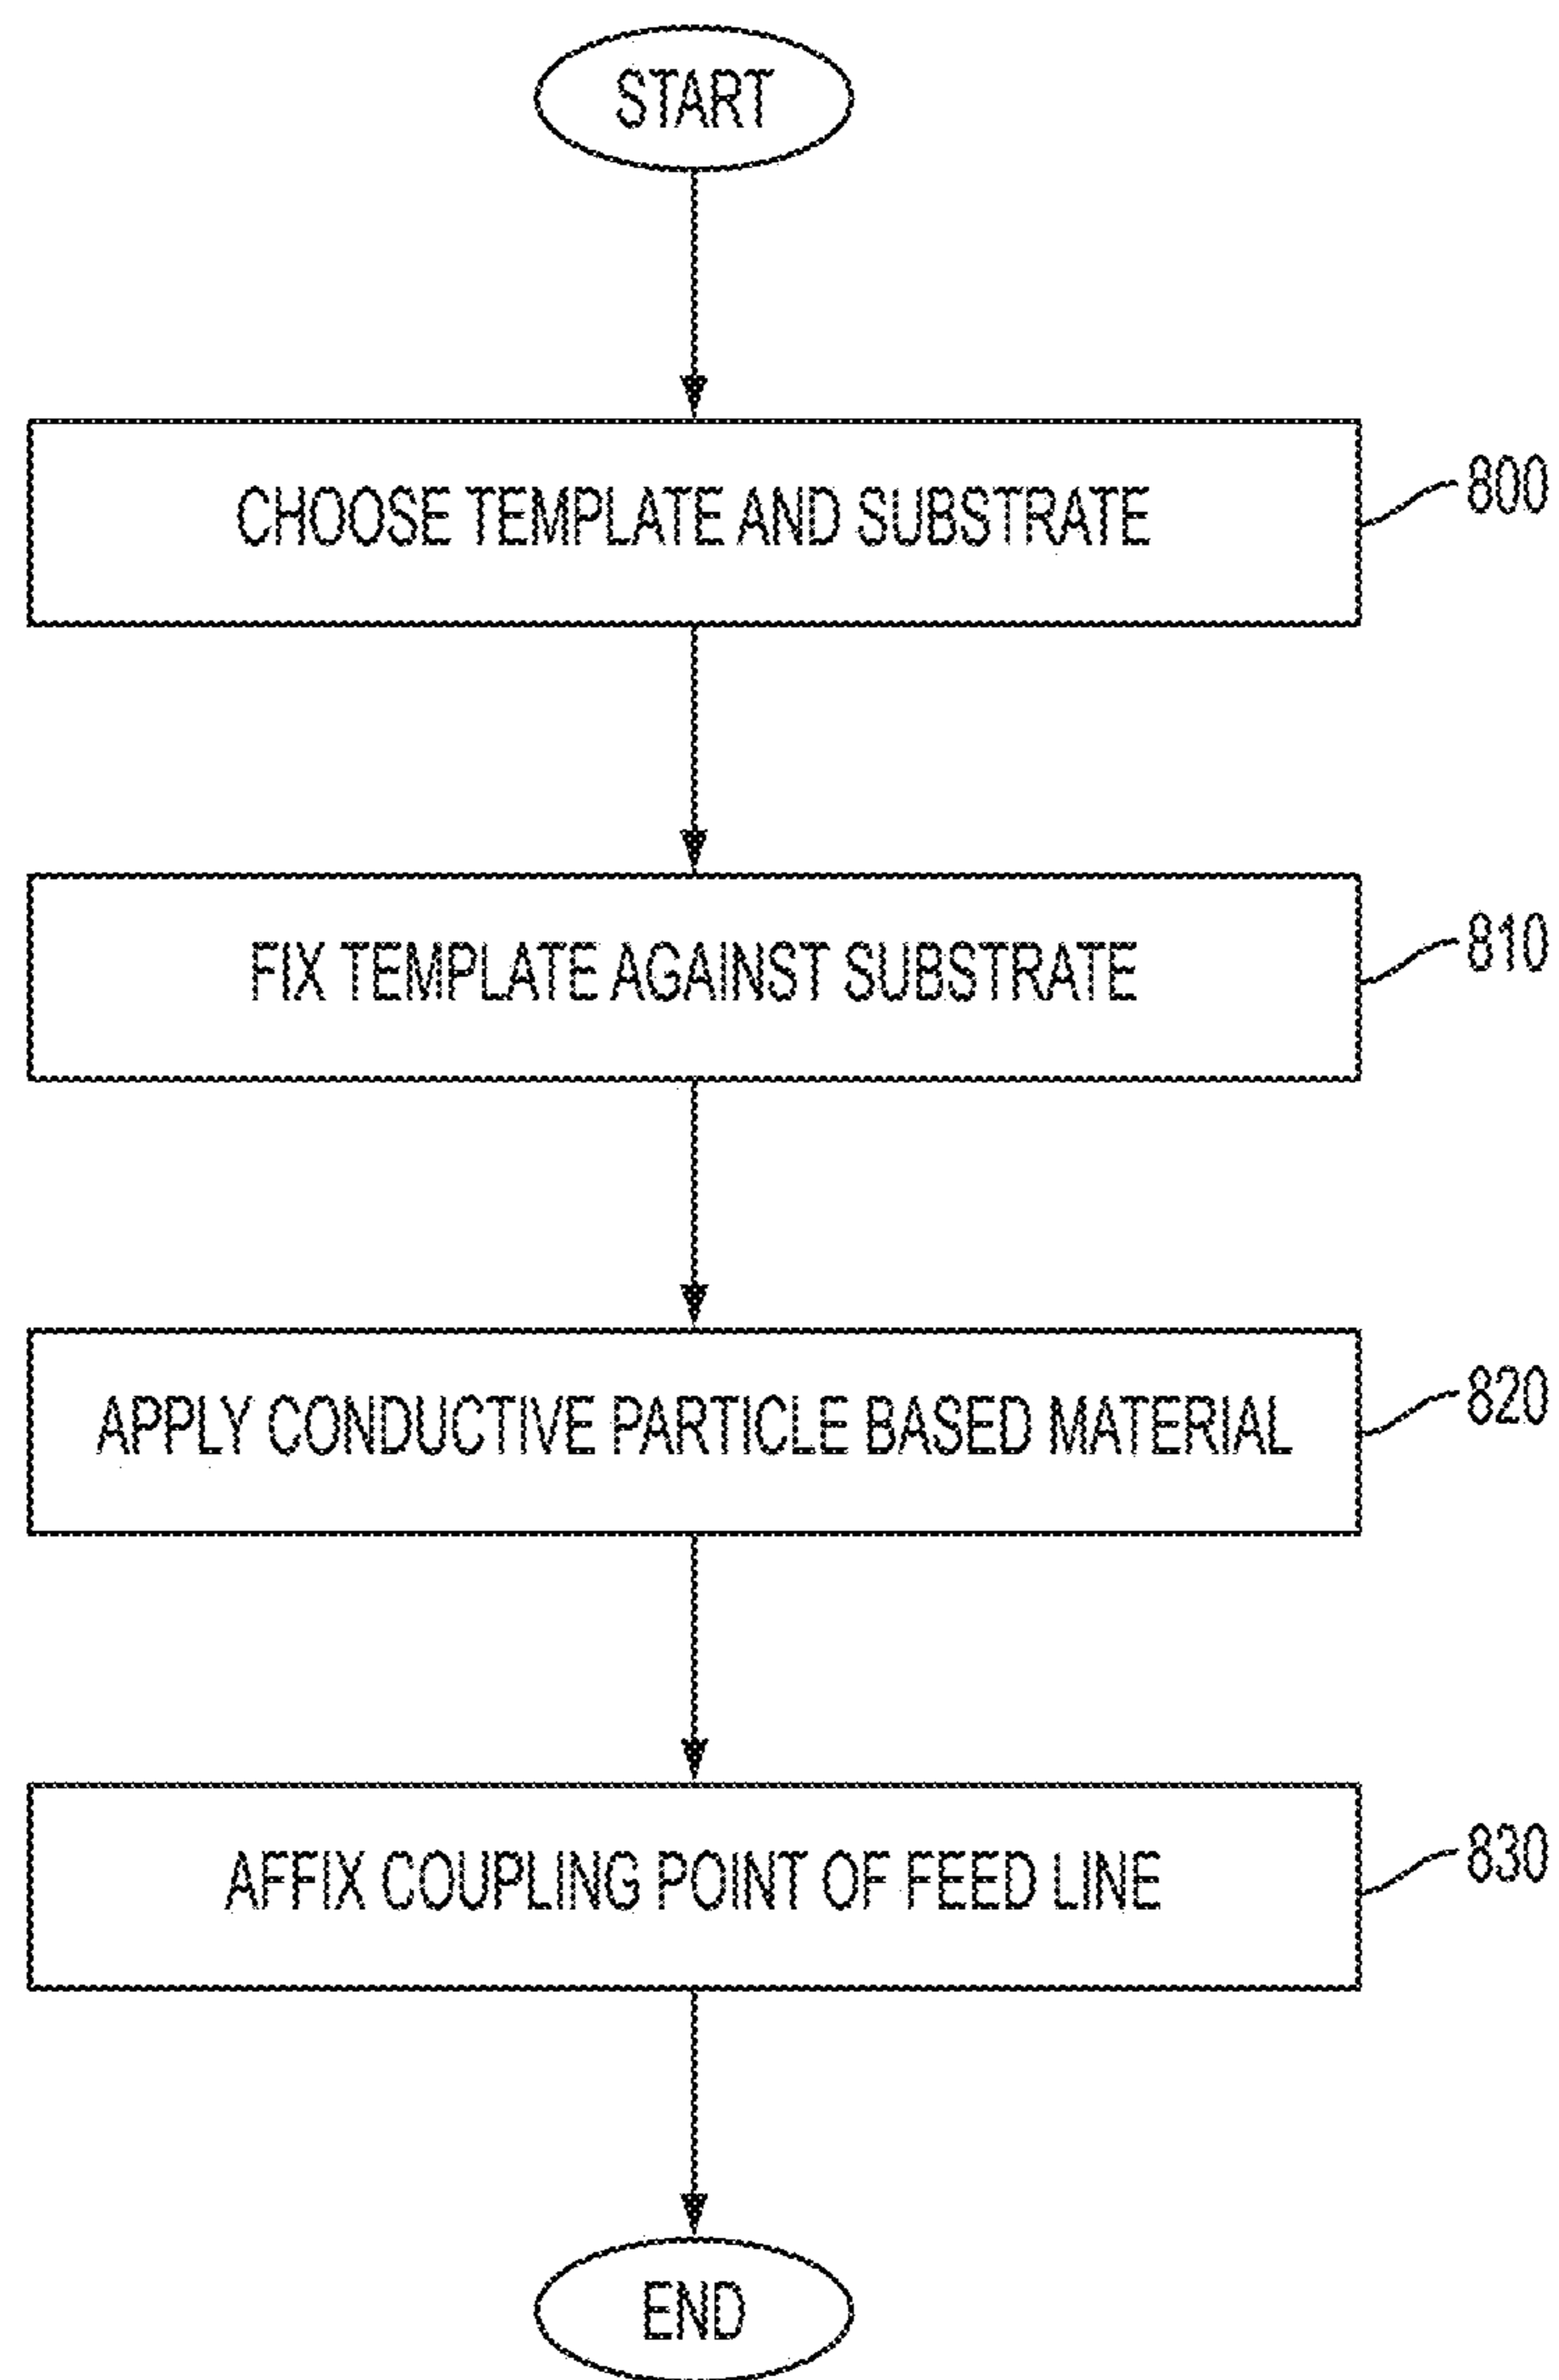 START
CHOOSE TEMPLATE AND SUBSTRATE
800
FIX TEMPLATE AGAINST SUBSTRATE
810
APPLY CONDUCTIVE PARTICLE BASED MATERIAL
820
AFFIX COUPLING POINT OF FEED LINE
830
END